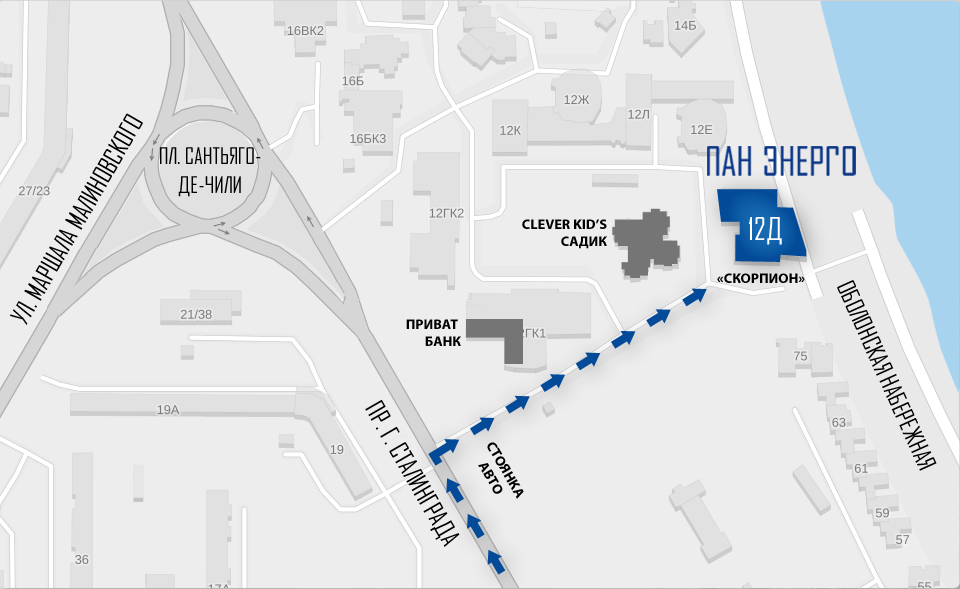 14Б
16ВК2
16Б
12Ж
12Л
12К
12Е
16БК3
УЛ. МАРШАЛА МАЛИНОВСКОГО
ПЛ. САНТЬЯГО-
ДЕ-ЧИЛИ
ПАН ЭНЕРГО
27/23
12ГК2
CLEVER KID'S
САДИК
12Д
«СКОРПИОН»
21/38
ПРИВАТ
БАНК
2ГК1
ОБОЛОНСКАЯ НАБЕРЕЖНАЯ
75
19А
63
ПР. Г. СТАЛИНГРАДА
19
СТОЯНКА
АВТО
61
59
57
36
17А
55